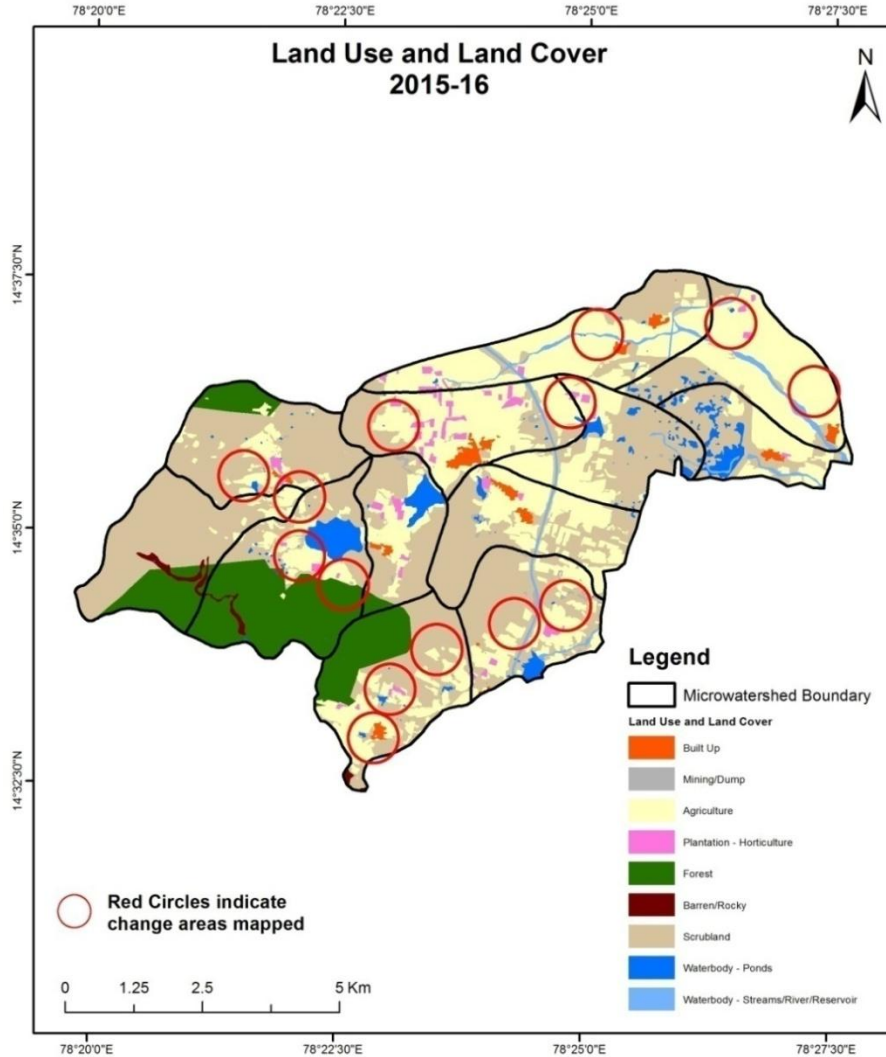 78°20'0"E 78°22'30"E 78°25'0"E 78°27'30"E
Land Use and Land Cover
2015-16
N
14°37'30"N
14°35'0"N
14°32'30"N
Legend
Microwatershed Boundary
Land Use and Land Cover
Built Up
Mining/Dump
Agriculture
Plantation - Horticulture
Forest
Barren/Rocky
Scrubland
Waterbody - Ponds
Waterbody - Streams/River/Reservoir
Red Circles indicate
change areas mapped
0 1.25 2.5 5 Km
78°20'0"E 78°22'30"E 78°25'0"E 78°27'30"E